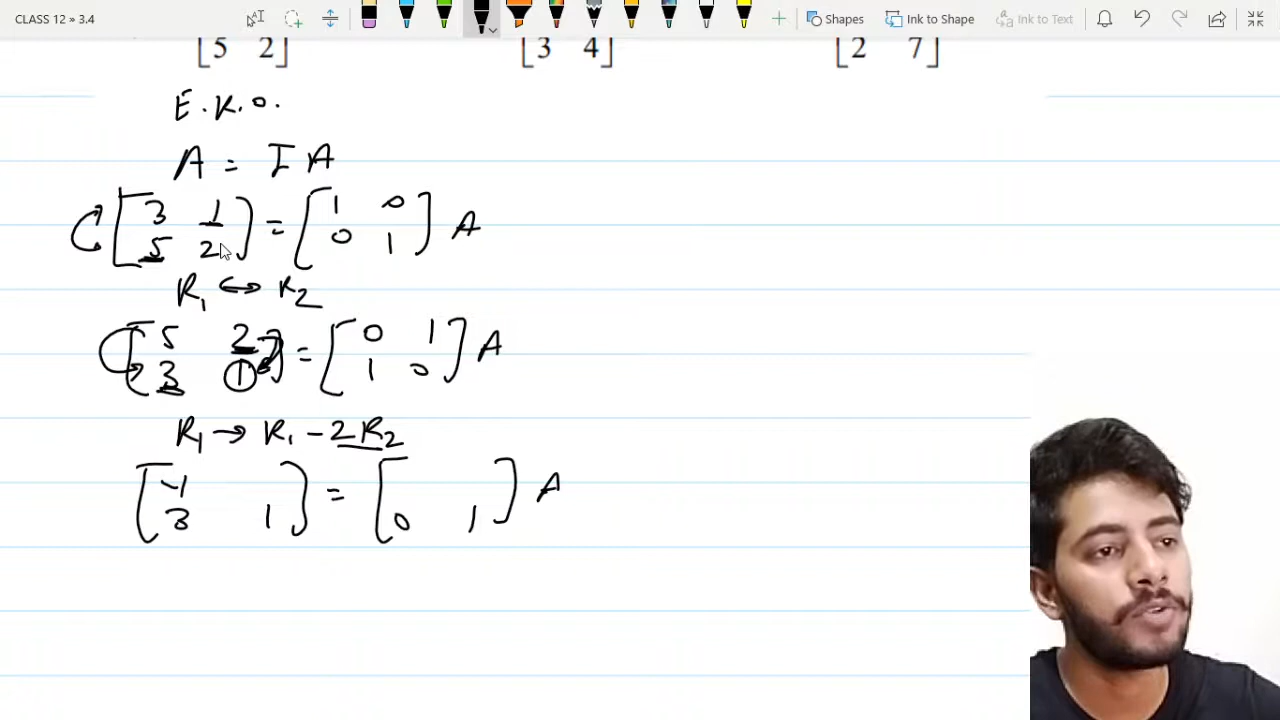 CLASS 12 » 3.4
Shapes Ink to Shape Ink to Text
[5 2] [3 4] [2 7]
E.R.O.
A = I A
[3 1
5 2] = [1 0
0 1] A
R₁ ↔ R₂
[5 2
3 1] = [0 1
1 0] A
R₁ → R₁ - 2R₂
[-1
3 1] = [
0 1] A